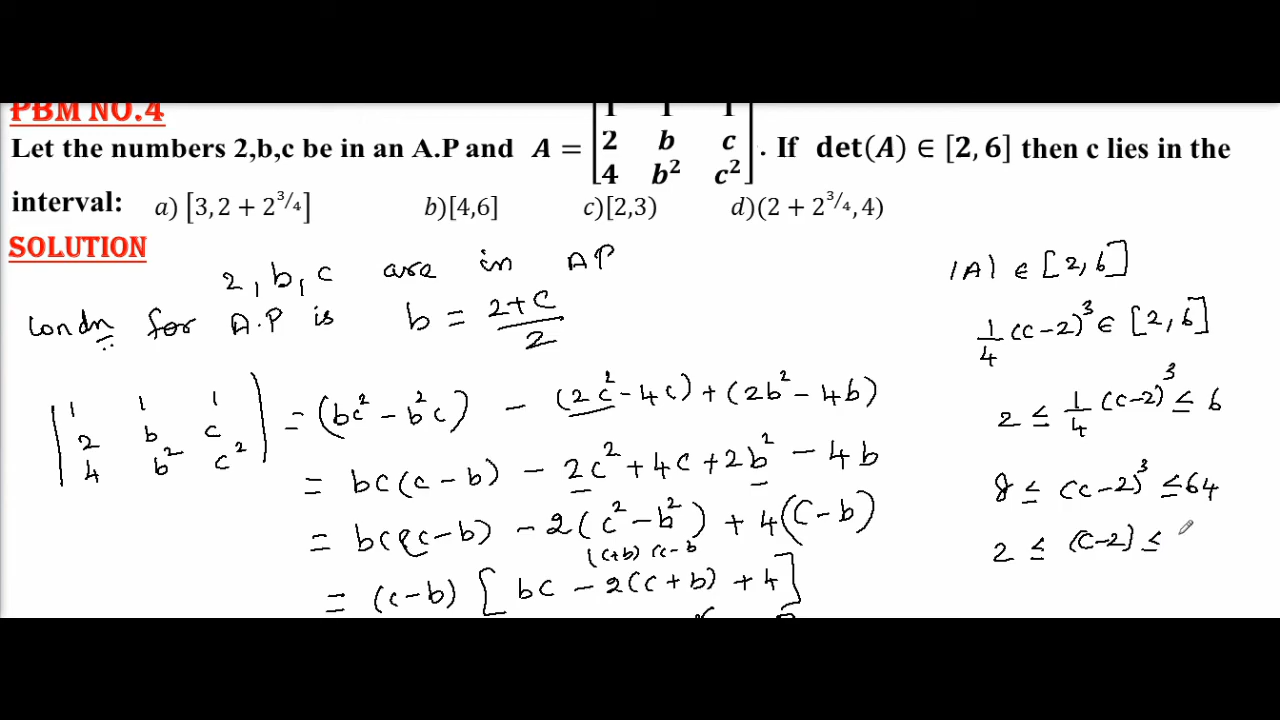 PBM NO.4
1 1 1
Let the numbers 2,b,c be in an A.P and A = 2 b c . If det(A) ∈ [2, 6] then c lies in the
4 b² c²
interval: a) [3, 2 + 2^3/4] b)[4,6] c)[2,3) d)(2 + 2^3/4, 4)
SOLUTION
2, b, c are in AP
Condn for A.P is b = (2+c)/2
| 1 1 1 |
| 2 b c |
| 4 b² c² |
= (bc² - b²c) - (2c² - 4c) + (2b² - 4b)
= bc(c - b) - 2c² + 4c + 2b² - 4b
= bc(c - b) - 2(c² - b²) + 4(c - b)
(c+b) (c-b
= (c-b) [bc - 2(c + b) + 4]
|A| ∈ [2, 6]
1/4 (c-2)³ ∈ [2, 6]
2 ≤ 1/4 (c-2)³ ≤ 6
8 ≤ (c-2)³ ≤ 64
2 ≤ (c-2) ≤